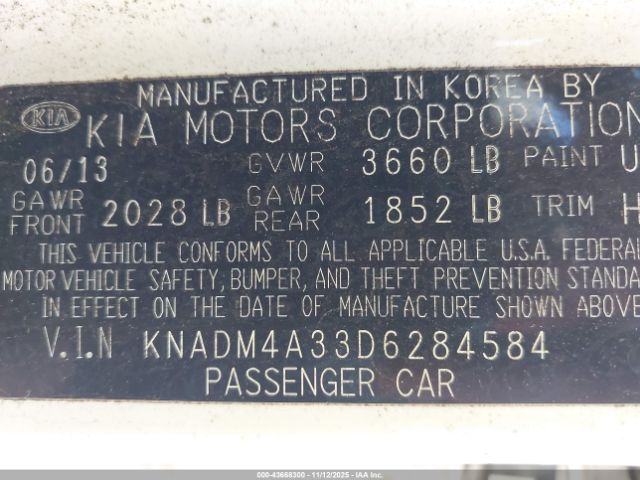 MANUFACTURED IN KOREA BY
KIA KIA MOTORS CORPORATION
06/13 GVWR 3660 LB PAINT U
GAWR FRONT 2028 LB GAWR REAR 1852 LB TRIM H
THIS VEHICLE CONFORMS TO ALL APPLICABLE U.S.A. FEDERAL
MOTOR VEHICLE SAFETY, BUMPER, AND THEFT PREVENTION STANDA
IN EFFECT ON THE DATE OF MANUFACTURE SHOWN ABOVE
V.I.N KNADM4A33D6284584
PASSENGER CAR
000-43668300 - 11/12/2025 - IAA Inc.